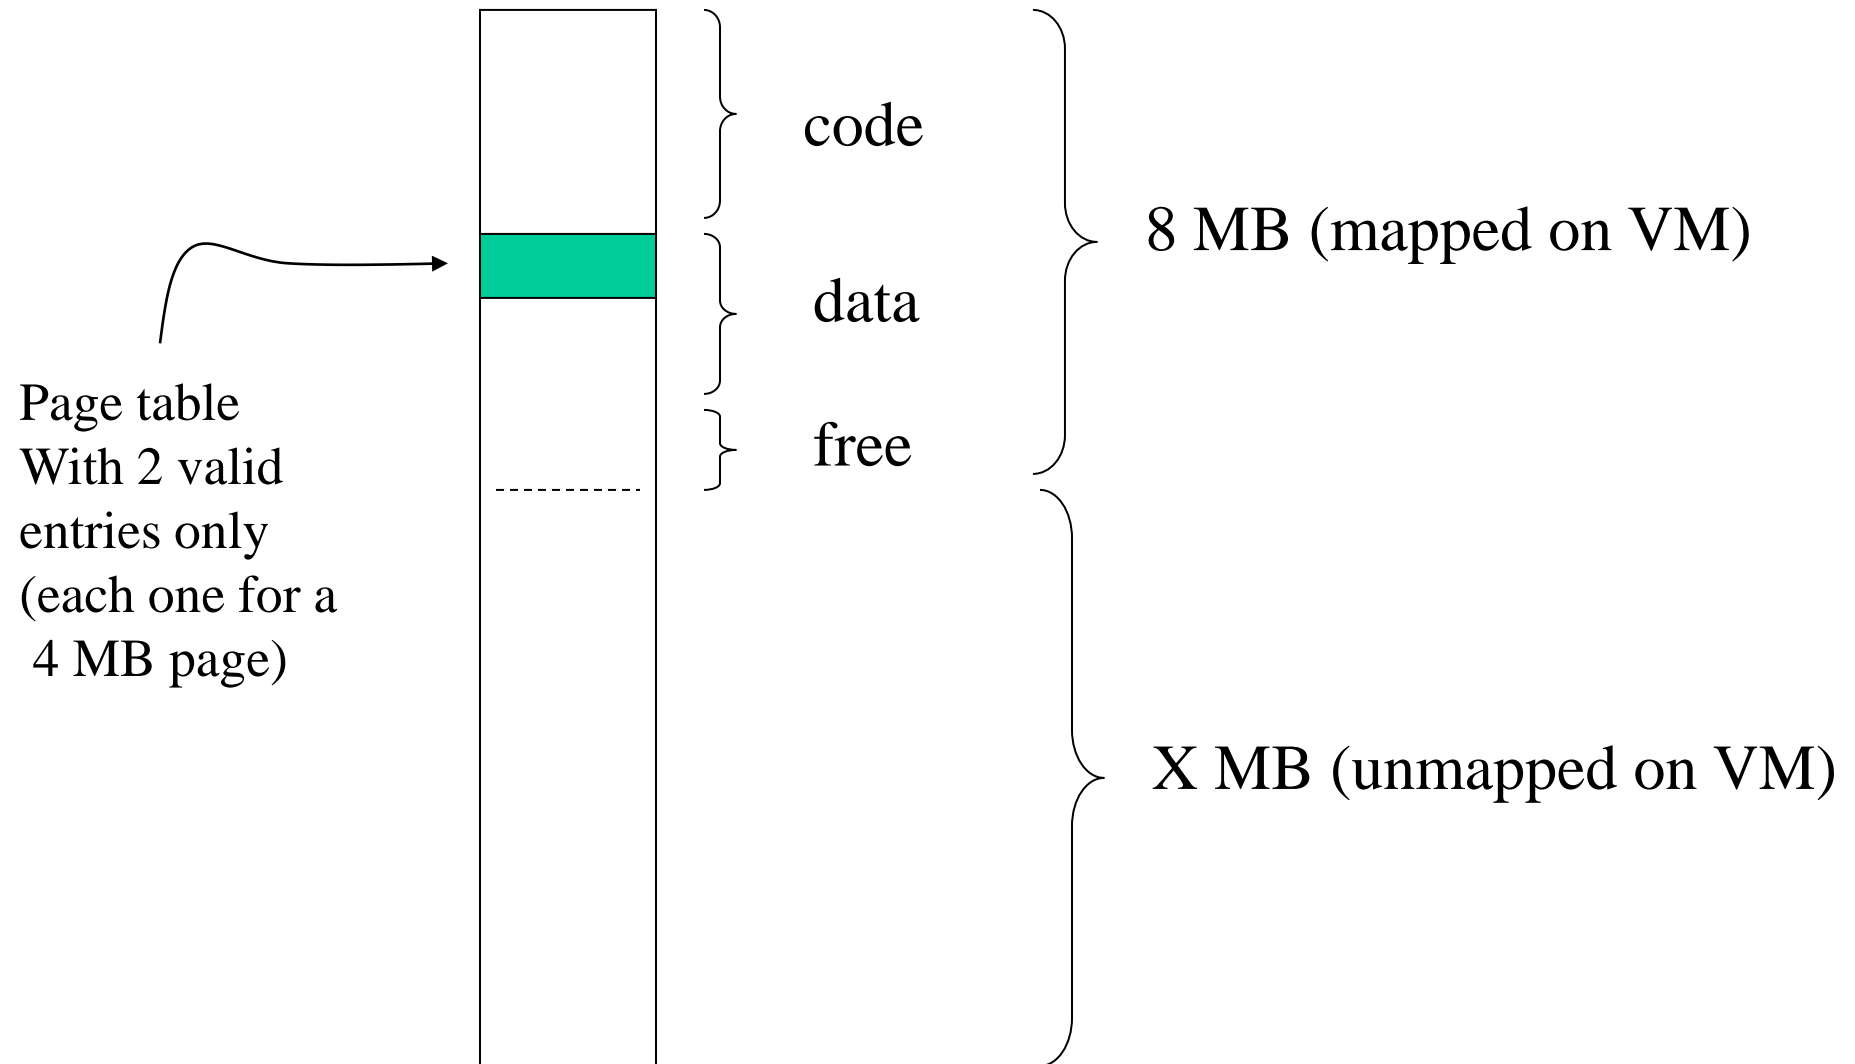 code
8 MB (mapped on VM)
data
Page table
With 2 valid
entries only
(each one for a
4 MB page)
free
X MB (unmapped on VM)